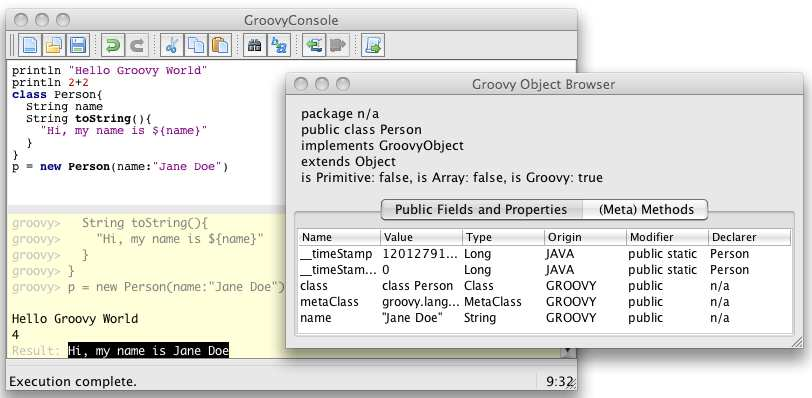 GroovyConsole
println "Hello Groovy World"
println 2+2
class Person{
String name
String toString(){
"Hi, my name is ${name}"
}
}
p = new Person(name:"Jane Doe")
groovy> String toString(){
groovy> "Hi, my name is ${name}"
groovy> }
groovy> }
groovy> p = new Person(name:"Jane Doe")
Hello Groovy World
4
Result: Hi, my name is Jane Doe
Execution complete.
9:32
Groovy Object Browser
package n/a
public class Person
implements GroovyObject
extends Object
is Primitive: false, is Array: false, is Groovy: true
Public Fields and Properties (Meta) Methods
Name Value Type Origin Modifier Declarer
__timeStamp 12012791... Long JAVA public static Person
__timeStam... 0 Long JAVA public static Person
class class Person Class GROOVY public n/a
metaClass groovy.lang... MetaClass GROOVY public n/a
name "Jane Doe" String GROOVY public n/a